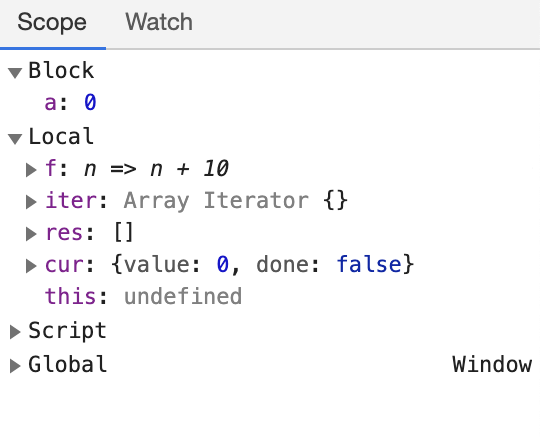 Scope Watch
Block
a: 0
Local
f: n => n + 10
iter: Array Iterator {}
res: []
cur: {value: 0, done: false}
this: undefined
Script
Global Window